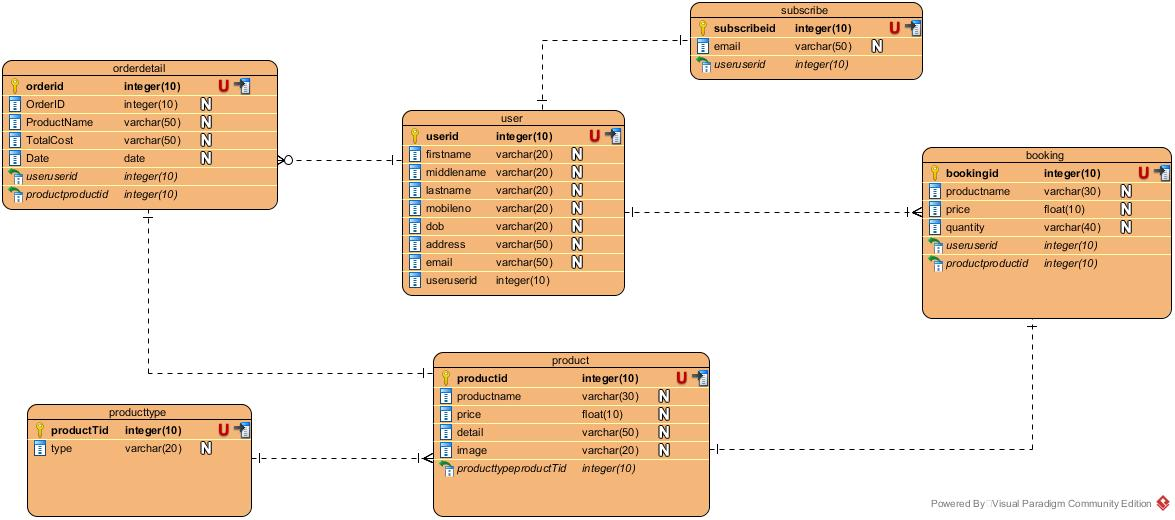 subscribe
subscribeid integer(10) U
email varchar(50) N
useruserid integer(10)
orderdetail
orderid integer(10) U
OrderID integer(10) N
ProductName varchar(50) N
TotalCost varchar(50) N
Date date N
useruserid integer(10)
productproductid integer(10)
user
userid integer(10) U
firstname varchar(20) N
middlename varchar(20) N
lastname varchar(20) N
mobileno varchar(20) N
dob varchar(20) N
address varchar(50) N
email varchar(50) N
useruserid integer(10)
booking
bookingid integer(10) U
productname varchar(30) N
price float(10) N
quantity varchar(40) N
useruserid integer(10)
productproductid integer(10)
product
productid integer(10) U
productname varchar(30) N
price float(10) N
detail varchar(50) N
image varchar(20) N
producttypeproductTid integer(10)
producttype
productTid integer(10) U
type varchar(20) N
Powered By Visual Paradigm Community Edition